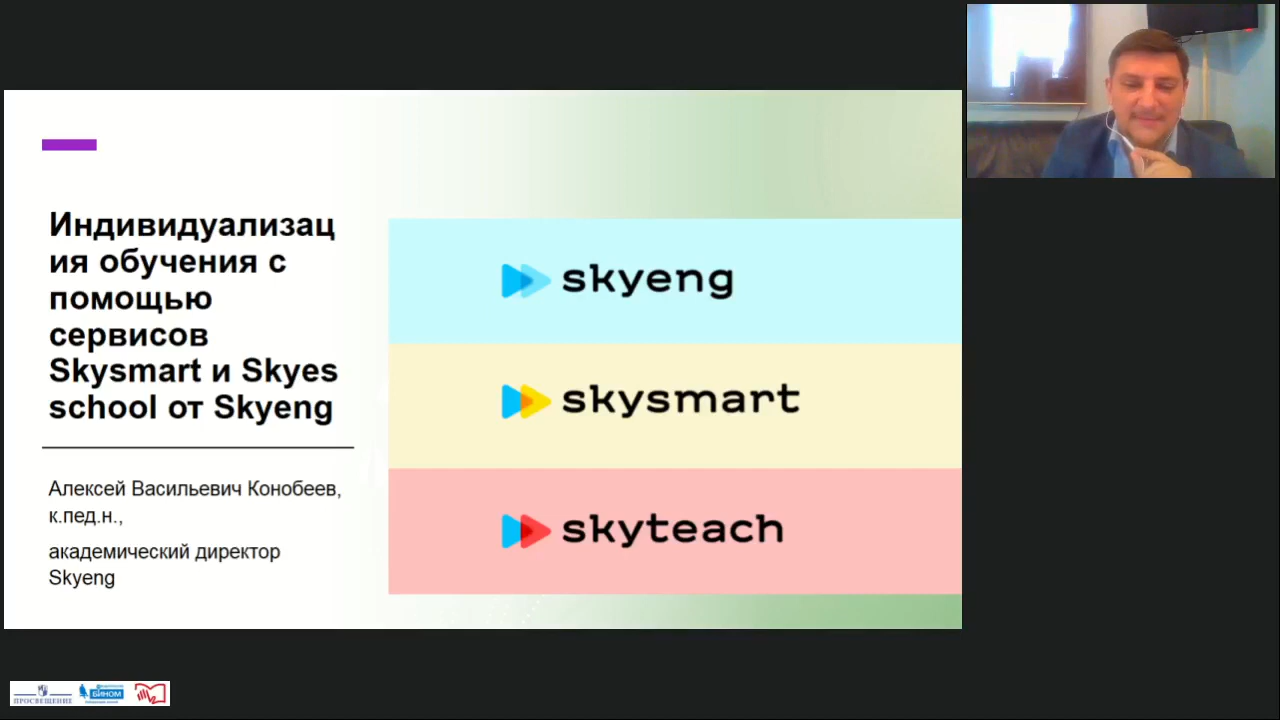 Индивидуализац
ия обучения с
помощью
сервисов
Skysmart и Skyes
school от Skyeng
Алексей Васильевич Конобеев,
к.пед.н.,
академический директор
Skyeng
skyeng
skysmart
skyteach
ПРОСВЕЩЕНИЕ
БИНОМ